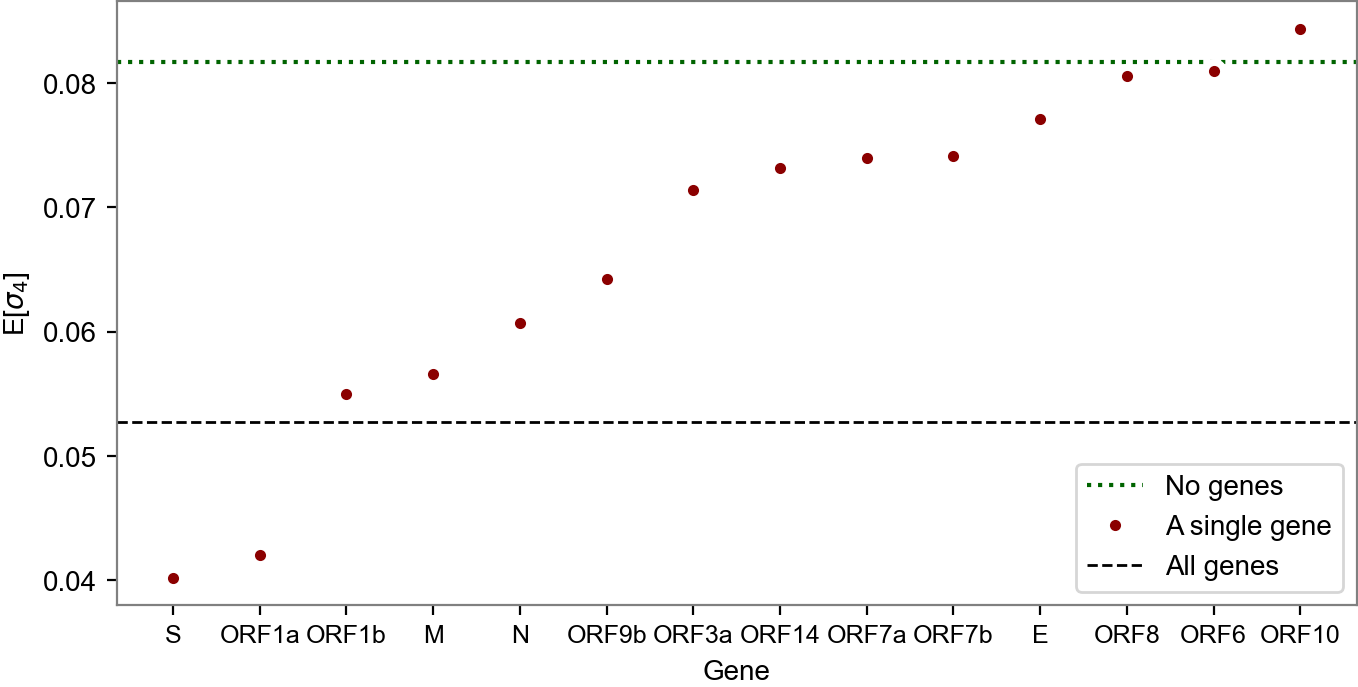 0.08
0.07
0.06
0.05
0.04
E[σ₄]
S ORF1a ORF1b M N ORF9b ORF3a ORF14 ORF7a ORF7b E ORF8 ORF6 ORF10
Gene
No genes
A single gene
All genes